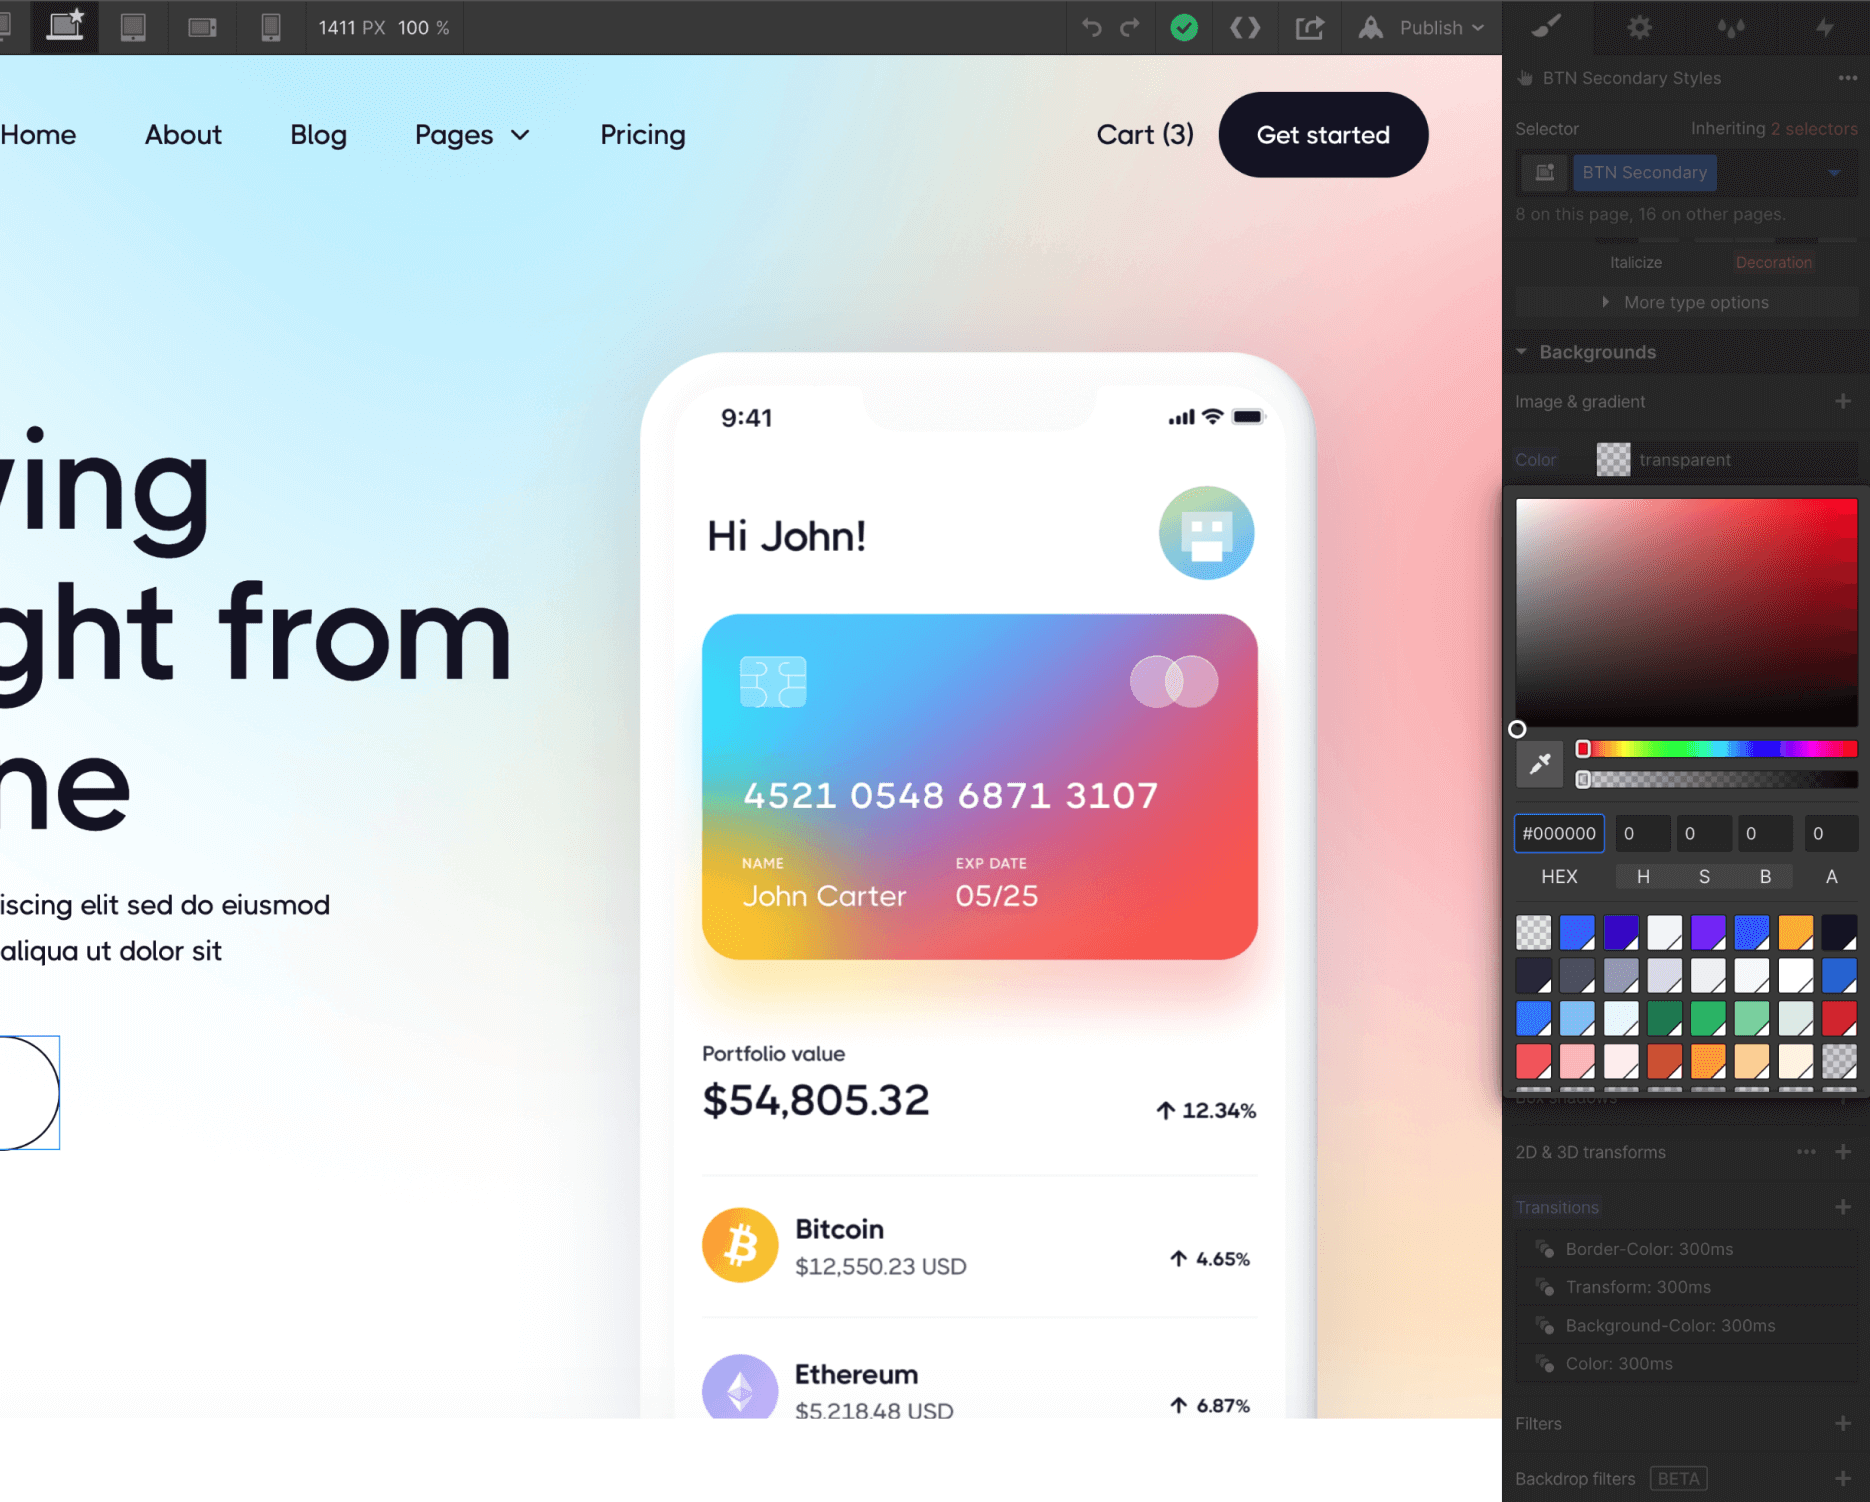 1411 PX 100 %
Publish
Home About Blog Pages Pricing
Cart (3) Get started
ving
ght from
ne
iscing elit sed do eiusmod
aliqua ut dolor sit
9:41
Hi John!
4521 0548 6871 3107
NAME EXP DATE
John Carter 05/25
Portfolio value
$54,805.32
12.34%
Bitcoin
$12,550.23 USD
4.65%
Ethereum
$5,218.48 USD
6.87%
BTN Secondary Styles
Selector Inheriting 2 selectors
BTN Secondary
8 on this page, 16 on other pages.
Italicize Decoration
More type options
Backgrounds
Image & gradient
Color transparent
#000000 0 0 0 0
HEX H S B A
Box shadows
2D & 3D transforms
Transitions
Border-Color: 300ms
Transform: 300ms
Background-Color: 300ms
Color: 300ms
Filters
Backdrop filters BETA